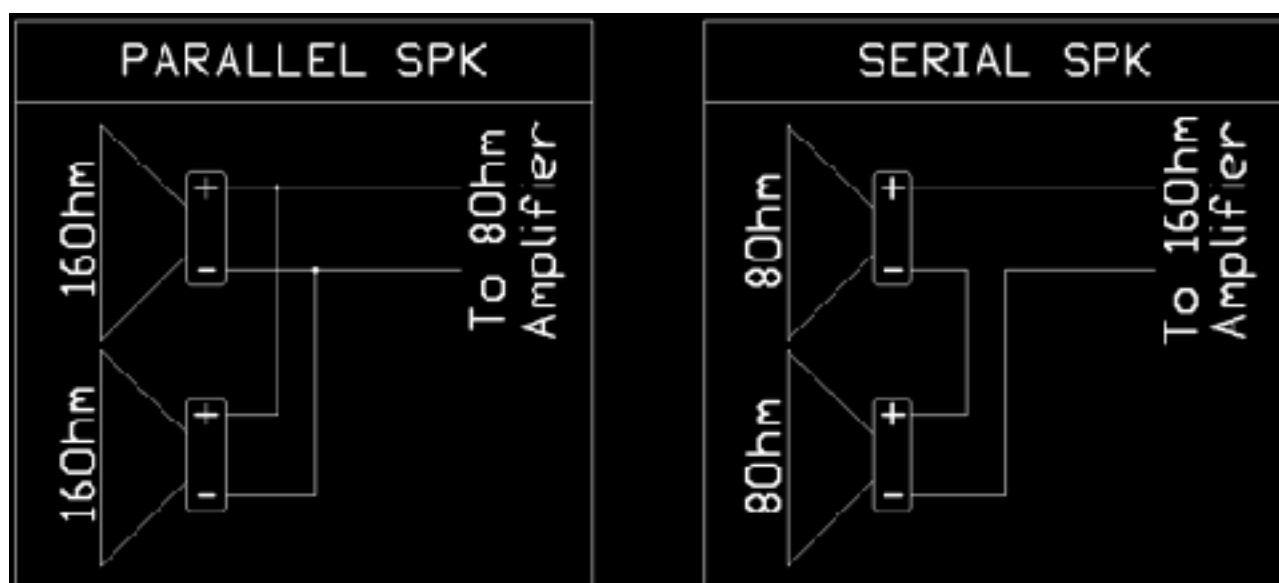 PARALLEL SPK
16Ohm
+
-
16Ohm
+
-
To 8Ohm
Amplifier
SERIAL SPK
8Ohm
+
-
8Ohm
+
-
To 16Ohm
Amplifier